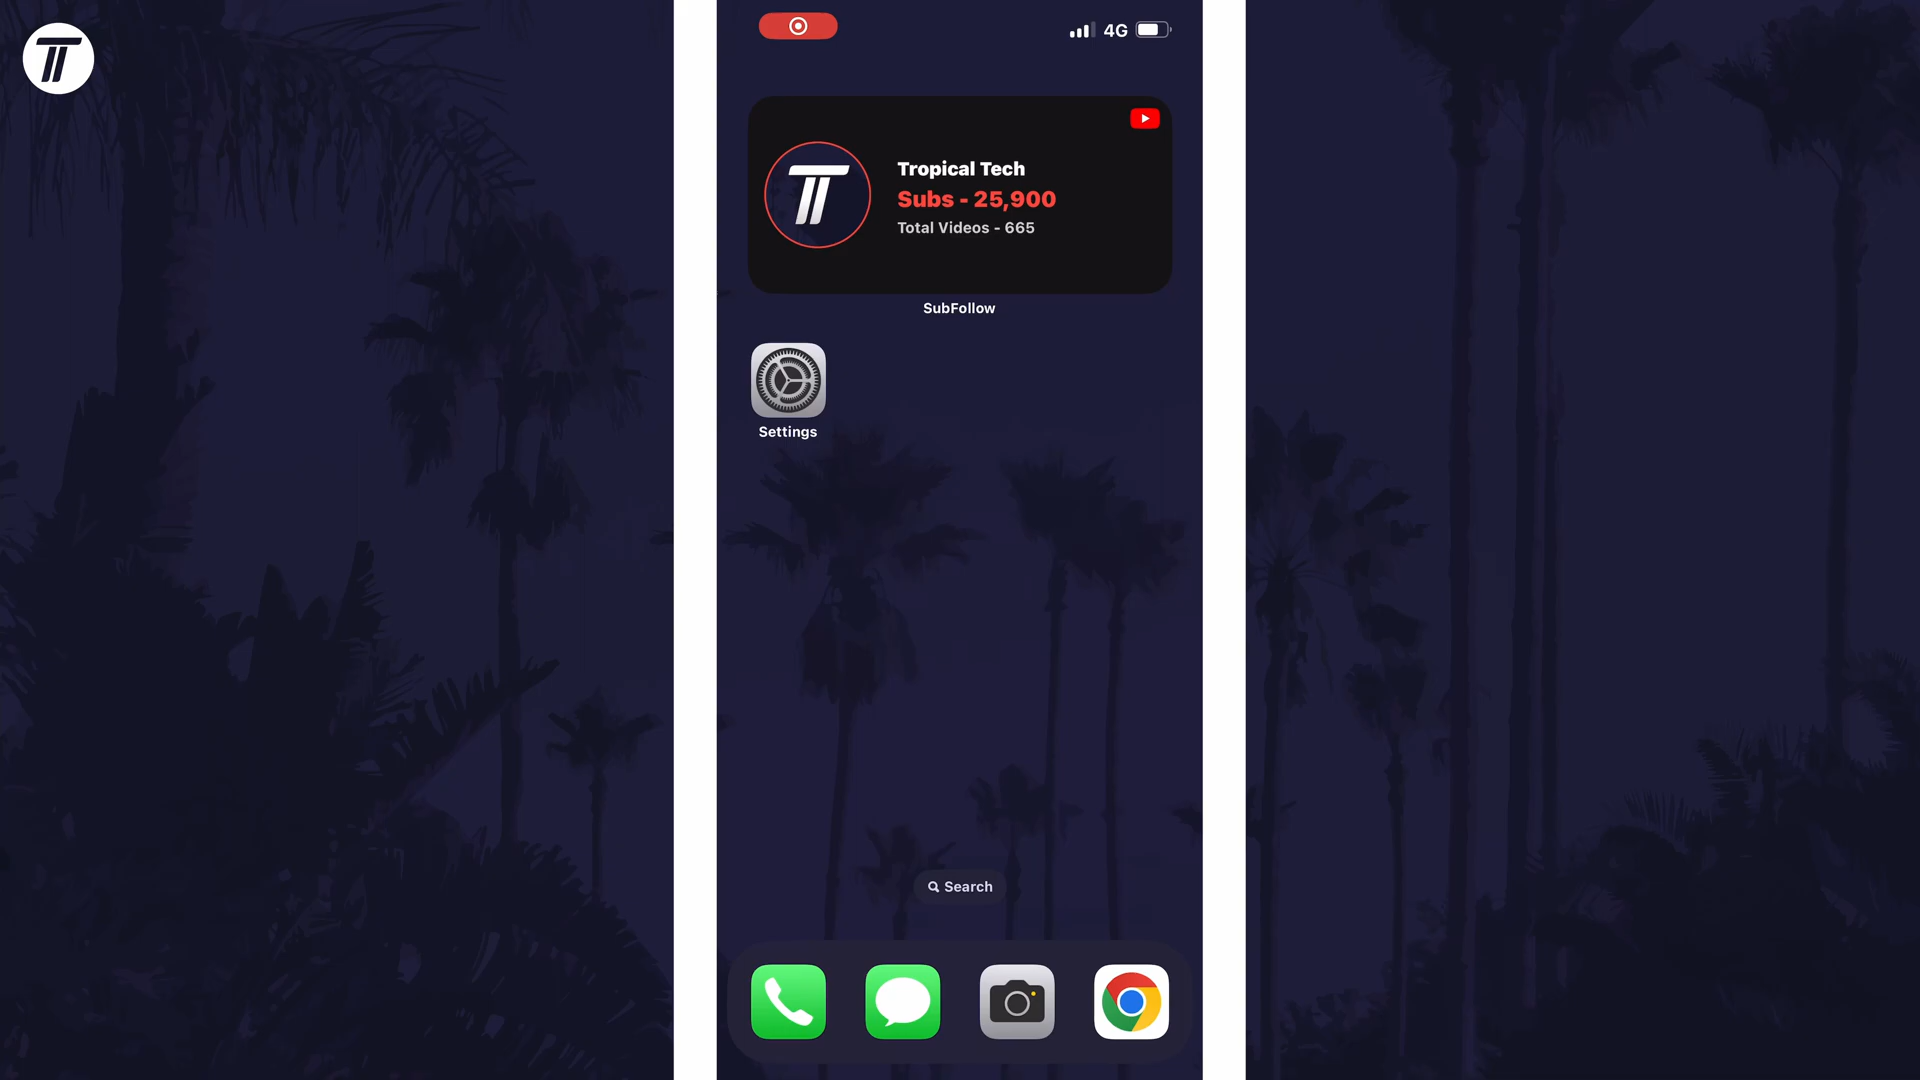 4G
Tropical Tech
Subs - 25,900
Total Videos - 665
SubFollow
Settings
Search